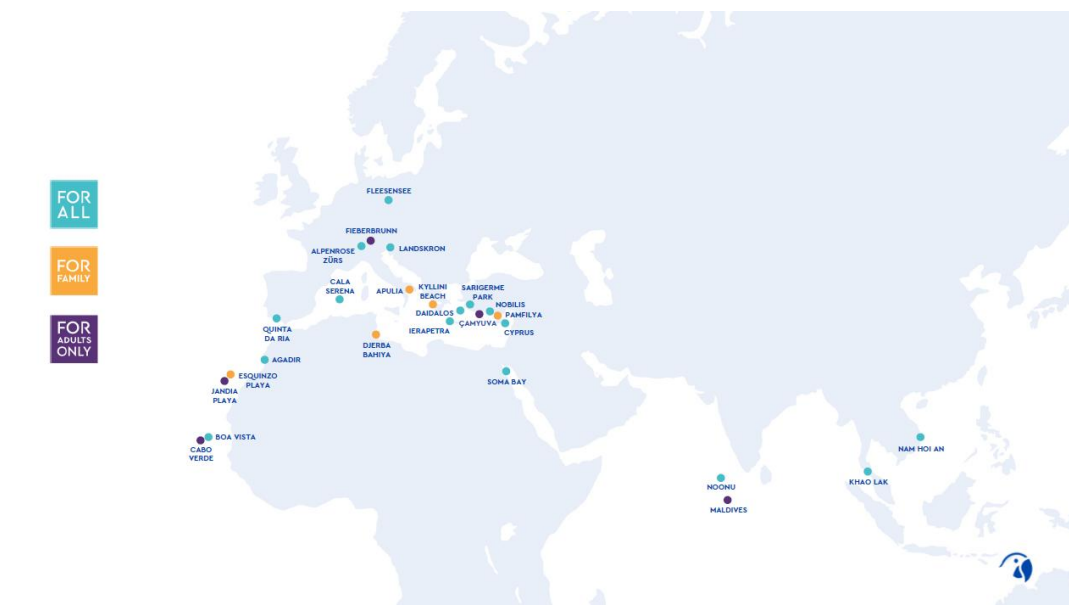 FOR
ALL
FOR
FAMILY
FOR
ADULTS
ONLY
FLEESENSEE
FIEBERBRUNN
ALPENROSE
ZÜRS
LANDSKRON
CALA
SERENA
APULIA
KYLLINI
BEACH
SARIGERME
PARK
DAIDALOS
NOBILIS
PAMFILYA
ÇAMYUVA
IERAPETRA
CYPRUS
QUINTA
DA RIA
DJERBA
BAHIYA
AGADIR
ESQUINZO
PLAYA
JANDIA
PLAYA
SOMA BAY
BOA VISTA
CABO
VERDE
NAM HOI AN
KHAO LAK
NOONU
MALDIVES